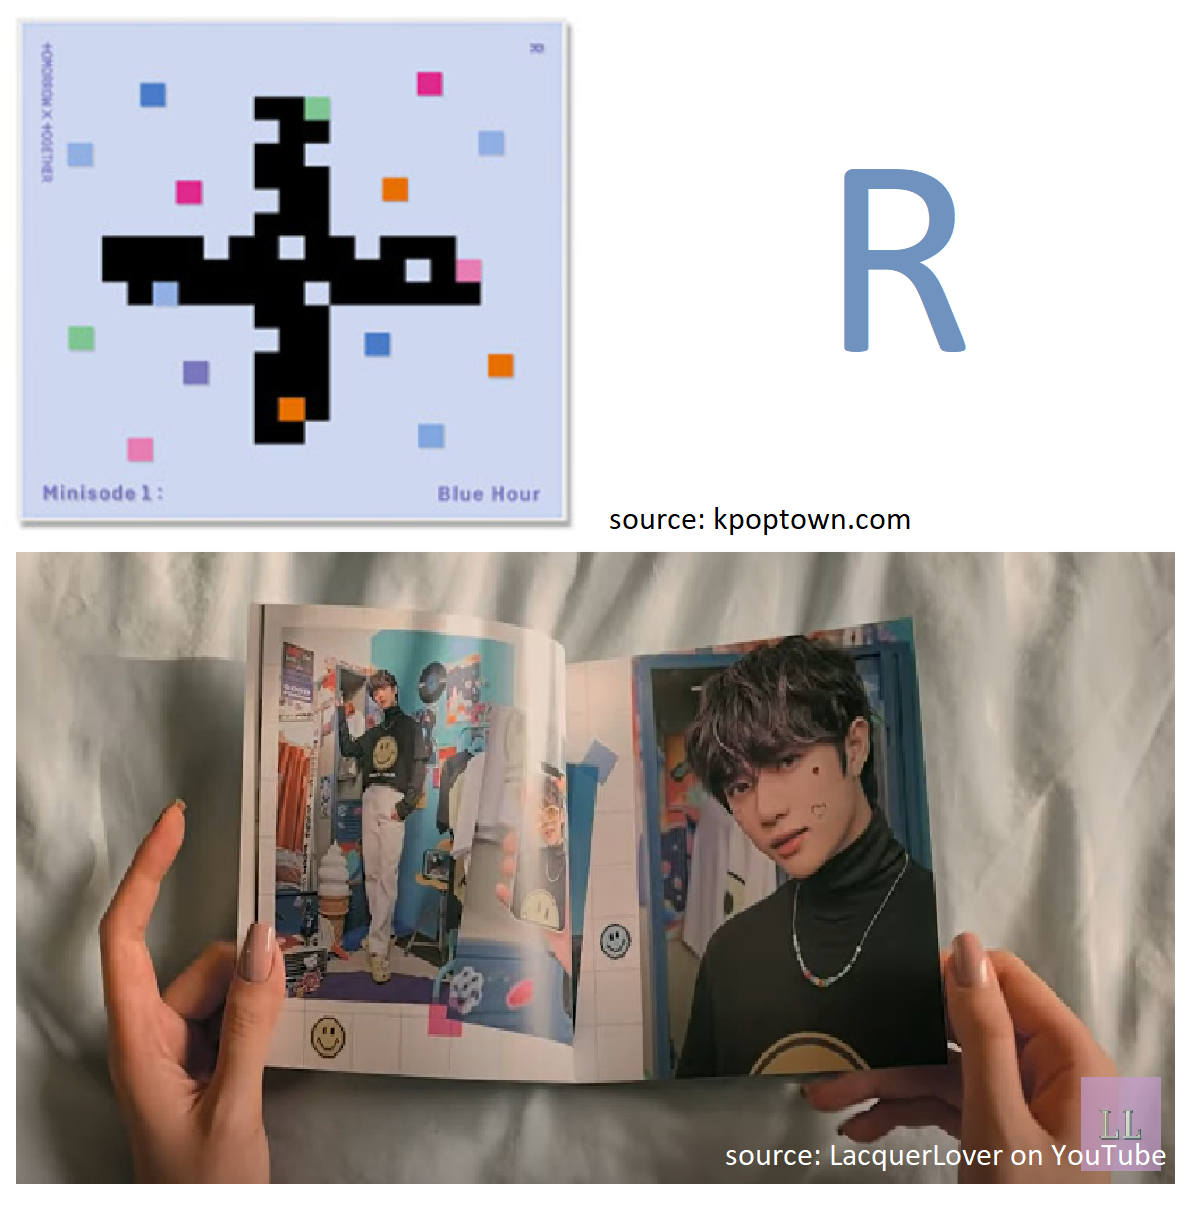 TOMORROW X TOGETHER
R
Minisode 1:
Blue Hour
R
source: kpoptown.com
LL
source: LacquerLover on YouTube